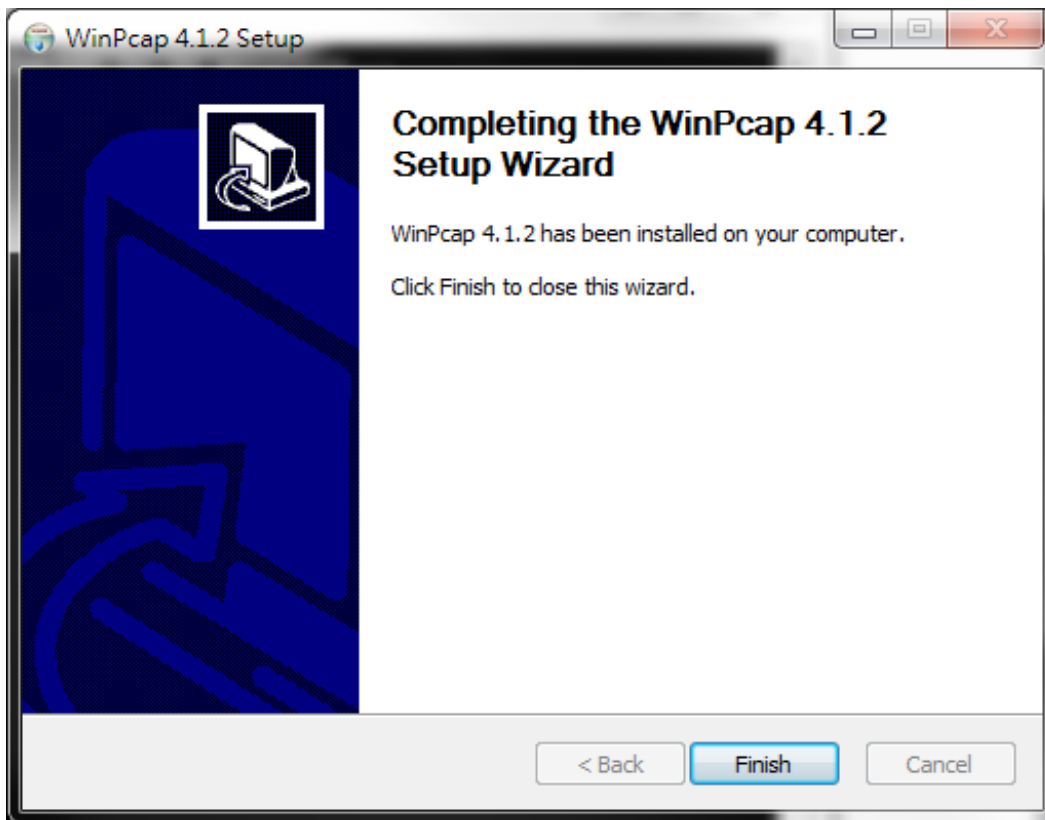 WinPcap 4.1.2 Setup
Completing the WinPcap 4.1.2
Setup Wizard
WinPcap 4.1.2 has been installed on your computer.
Click Finish to close this wizard.
< Back
Finish
Cancel